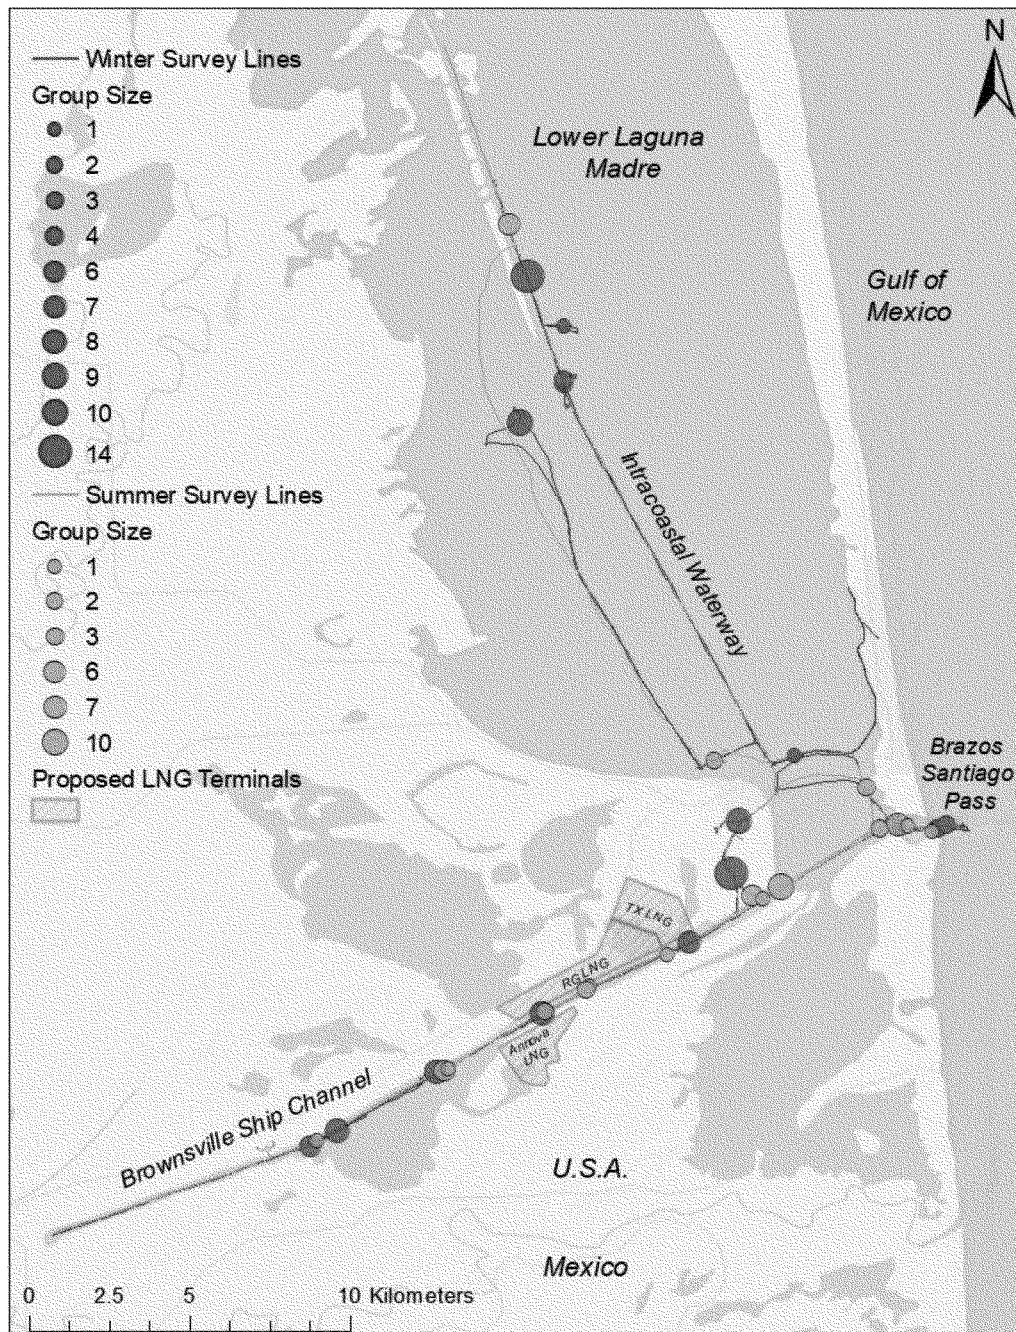 Winter Survey Lines
Group Size
1
2
3
4
6
7
8
9
10
14
Summer Survey Lines
Group Size
1
2
3
6
7
10
Proposed LNG Terminals
N
Lower Laguna
Madre
Gulf of
Mexico
Intracoastal Waterway
Brazos
Santiago
Pass
TX LNG
RG LNG
Annova
LNG
Brownsville Ship Channel
U.S.A.
Mexico
0 2.5 5 10 Kilometers